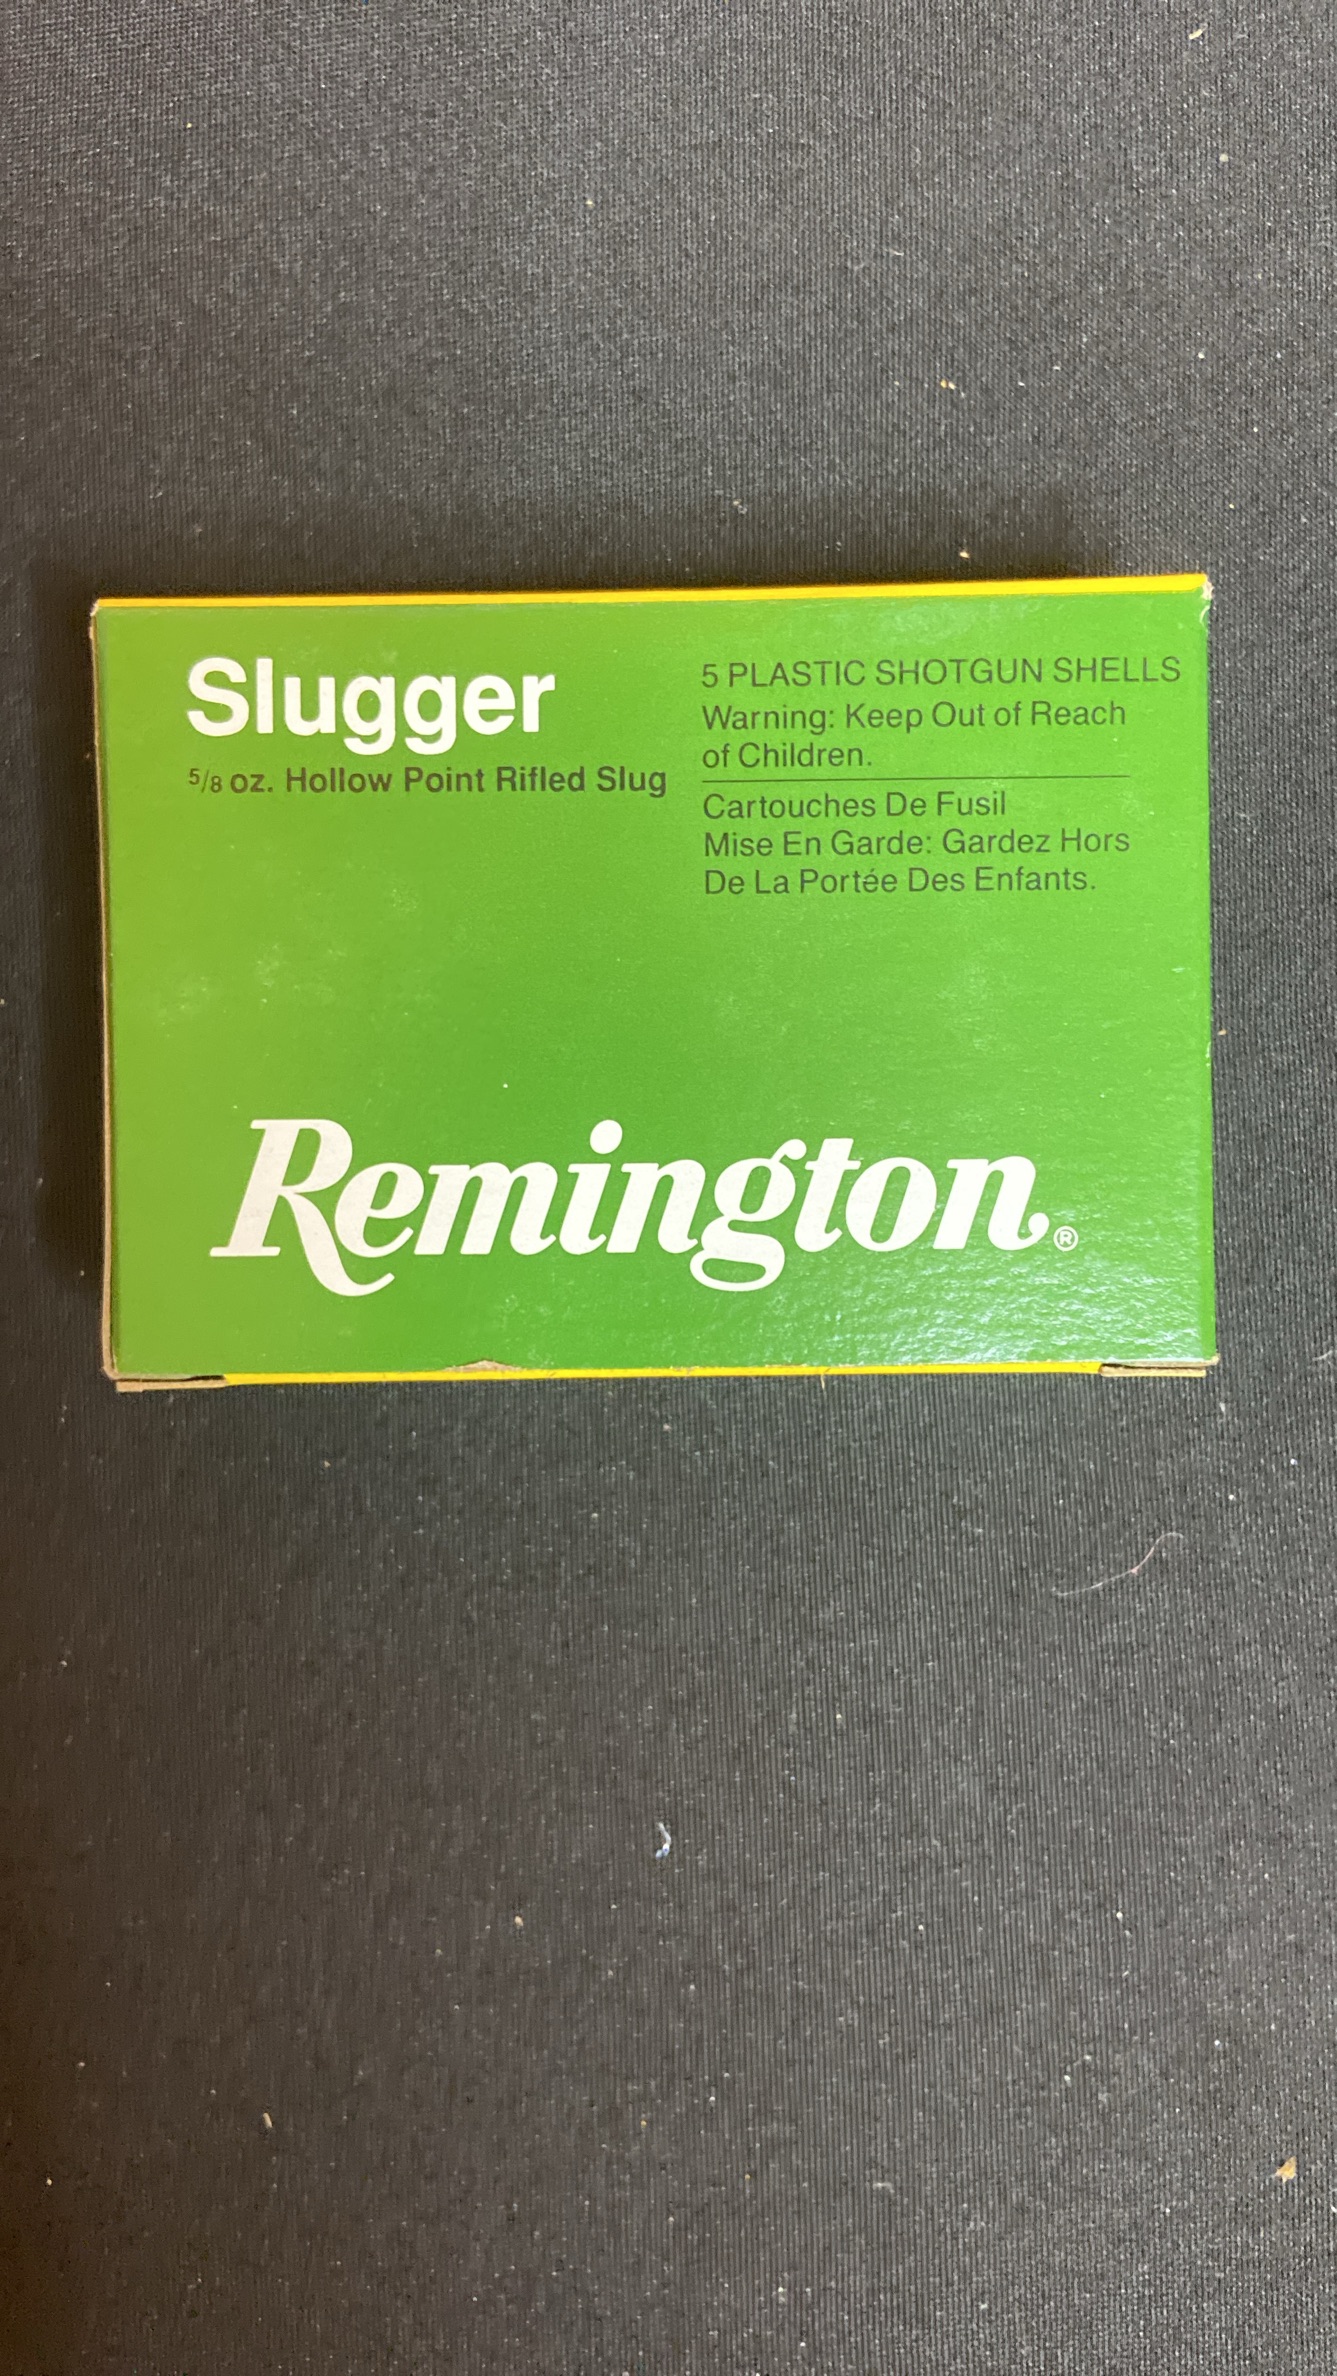 Slugger
5/8 oz. Hollow Point Rifled Slug
5 PLASTIC SHOTGUN SHELLS
Warning: Keep Out of Reach
of Children.
Cartouches De Fusil
Mise En Garde: Gardez Hors
De La Portée Des Enfants.
Remington®